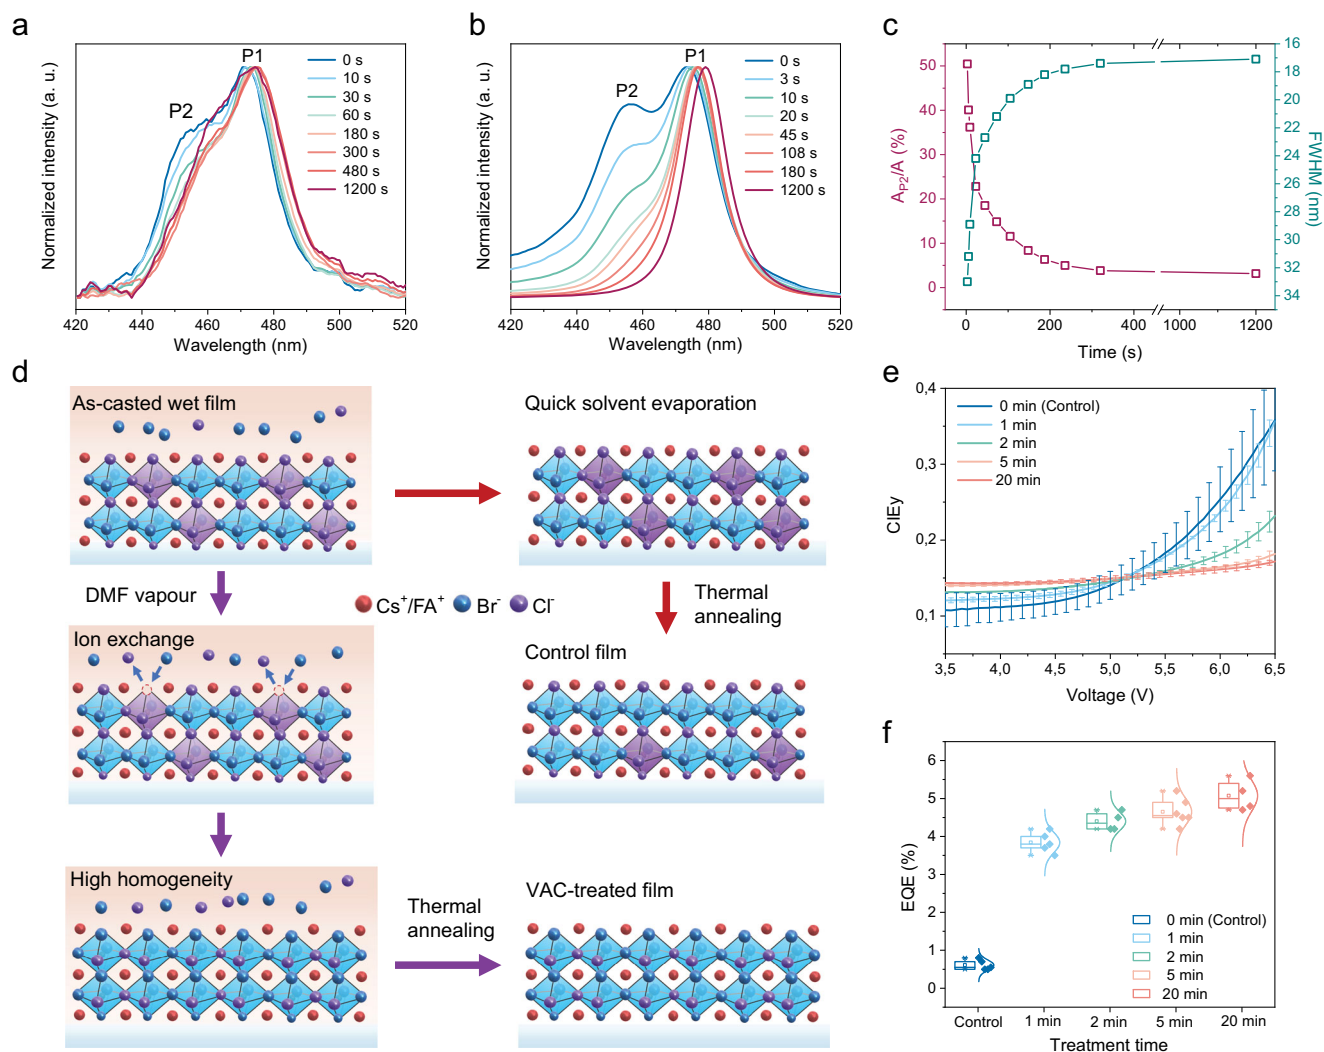 a
P1
P2
0 s
10 s
30 s
60 s
180 s
300 s
480 s
1200 s
Normalized intensity (a. u.)
420 440 460 480 500 520
Wavelength (nm)
b
P1
P2
0 s
3 s
10 s
20 s
45 s
108 s
180 s
1200 s
Normalized intensity (a. u.)
420 440 460 480 500 520
Wavelength (nm)
c
50
40
30
20
10
0
A_P2/A (%)
16
18
20
22
24
26
28
30
32
34
FWHM (nm)
0 200 400 1000 1200
Time (s)
d
As-casted wet film
Quick solvent evaporation
DMF vapour
Cs⁺/FA⁺ Br⁻ Cl⁻
Thermal
annealing
Ion exchange
Control film
High homogeneity
Thermal
annealing
VAC-treated film
e
0,4
0,3
0,2
0,1
CIEy
0 min (Control)
1 min
2 min
5 min
20 min
3,5 4,0 4,5 5,0 5,5 6,0 6,5
Voltage (V)
f
6
5
4
3
2
1
0
EQE (%)
0 min (Control)
1 min
2 min
5 min
20 min
Control 1 min 2 min 5 min 20 min
Treatment time